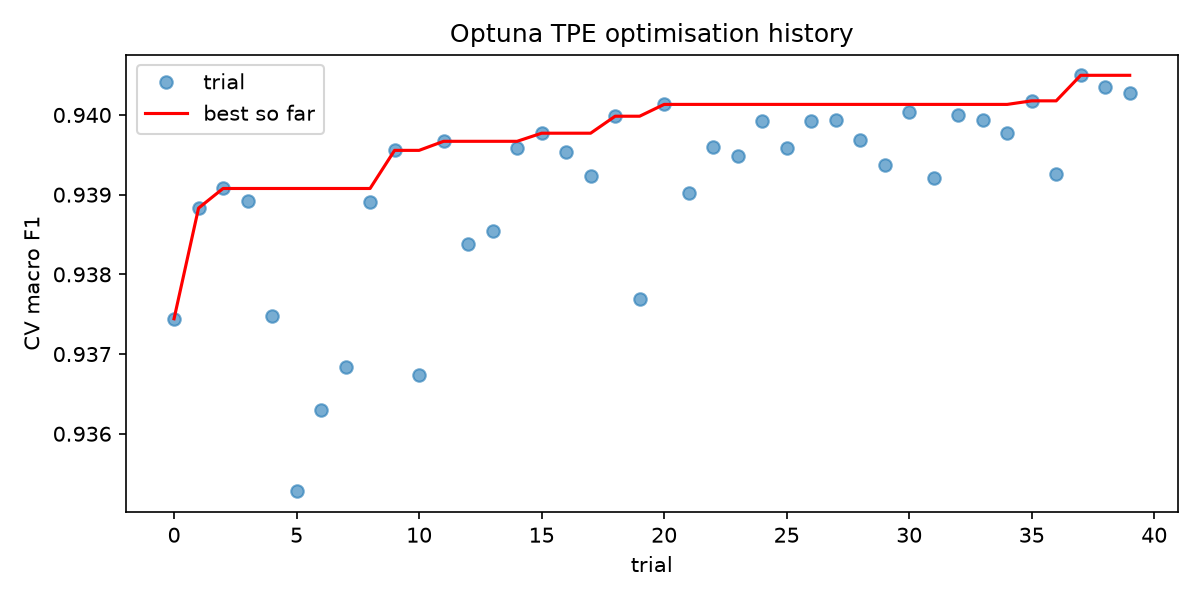 Optuna TPE optimisation history
trial
best so far
CV macro F1
0.940
0.939
0.938
0.937
0.936
0 5 10 15 20 25 30 35 40
trial